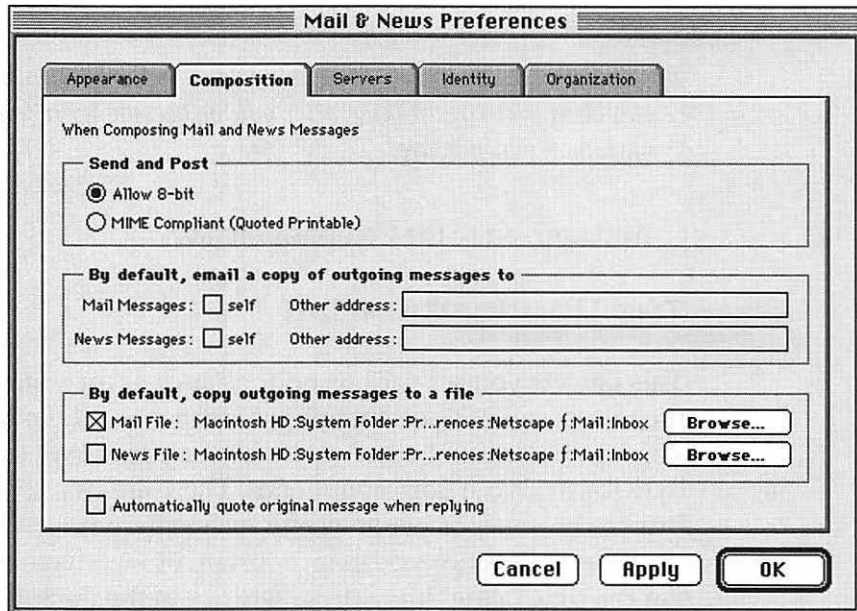 Mail & News Preferences
Appearance Composition Servers Identity Organization
When Composing Mail and News Messages
Send and Post
Allow 8-bit
MIME Compliant (Quoted Printable)
By default, email a copy of outgoing messages to
Mail Messages: self Other address:
News Messages: self Other address:
By default, copy outgoing messages to a file
Mail File: Macintosh HD:System Folder:Pr...rences:Netscape ƒ:Mail:Inbox Browse...
News File: Macintosh HD:System Folder:Pr...rences:Netscape ƒ:Mail:Inbox Browse...
Automatically quote original message when replying
Cancel Apply OK